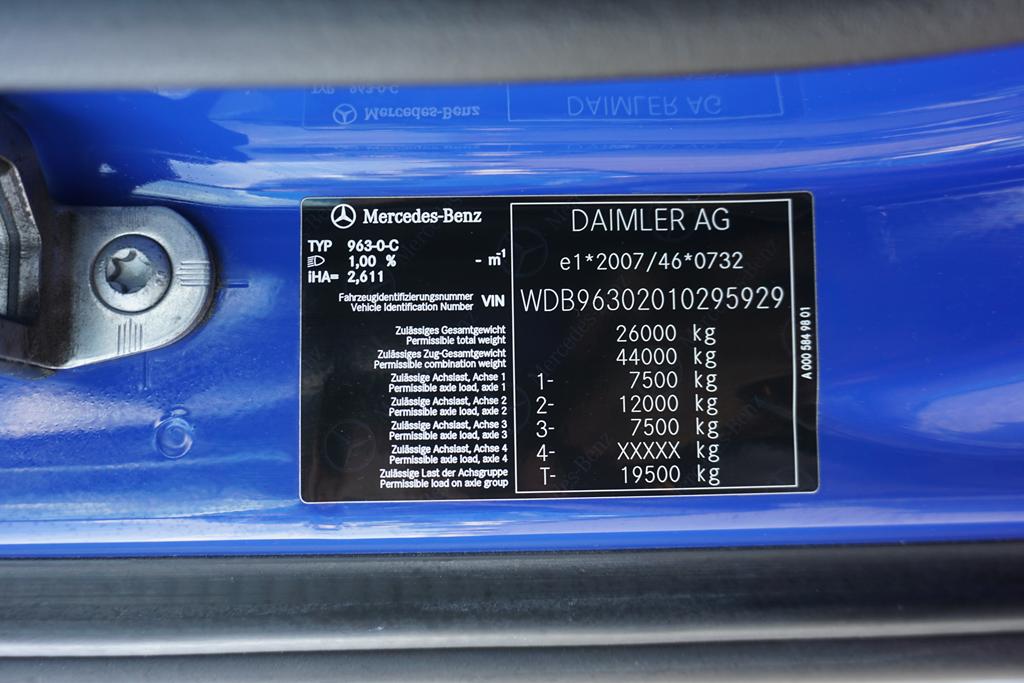 Mercedes-Benz
DAIMLER AG
TYP 963-0-C
1,00 % - m⁻¹
iHA= 2,611
e1*2007/46*0732
Fahrzeugidentifizierungsnummer
Vehicle Identification Number
VIN WDB96302010295929
Zulässiges Gesamtgewicht
Permissible total weight
26000 kg
Zulässiges Zug-Gesamtgewicht
Permissible combination weight
44000 kg
Zulässige Achslast, Achse 1
Permissible axle load, axle 1
1- 7500 kg
Zulässige Achslast, Achse 2
Permissible axle load, axle 2
2- 12000 kg
Zulässige Achslast, Achse 3
Permissible axle load, axle 3
3- 7500 kg
Zulässige Achslast, Achse 4
Permissible axle load, axle 4
4- XXXXX kg
Zulässige Last der Achsgruppe
Permissible load on axle group
T- 19500 kg
A 000 584 98 01